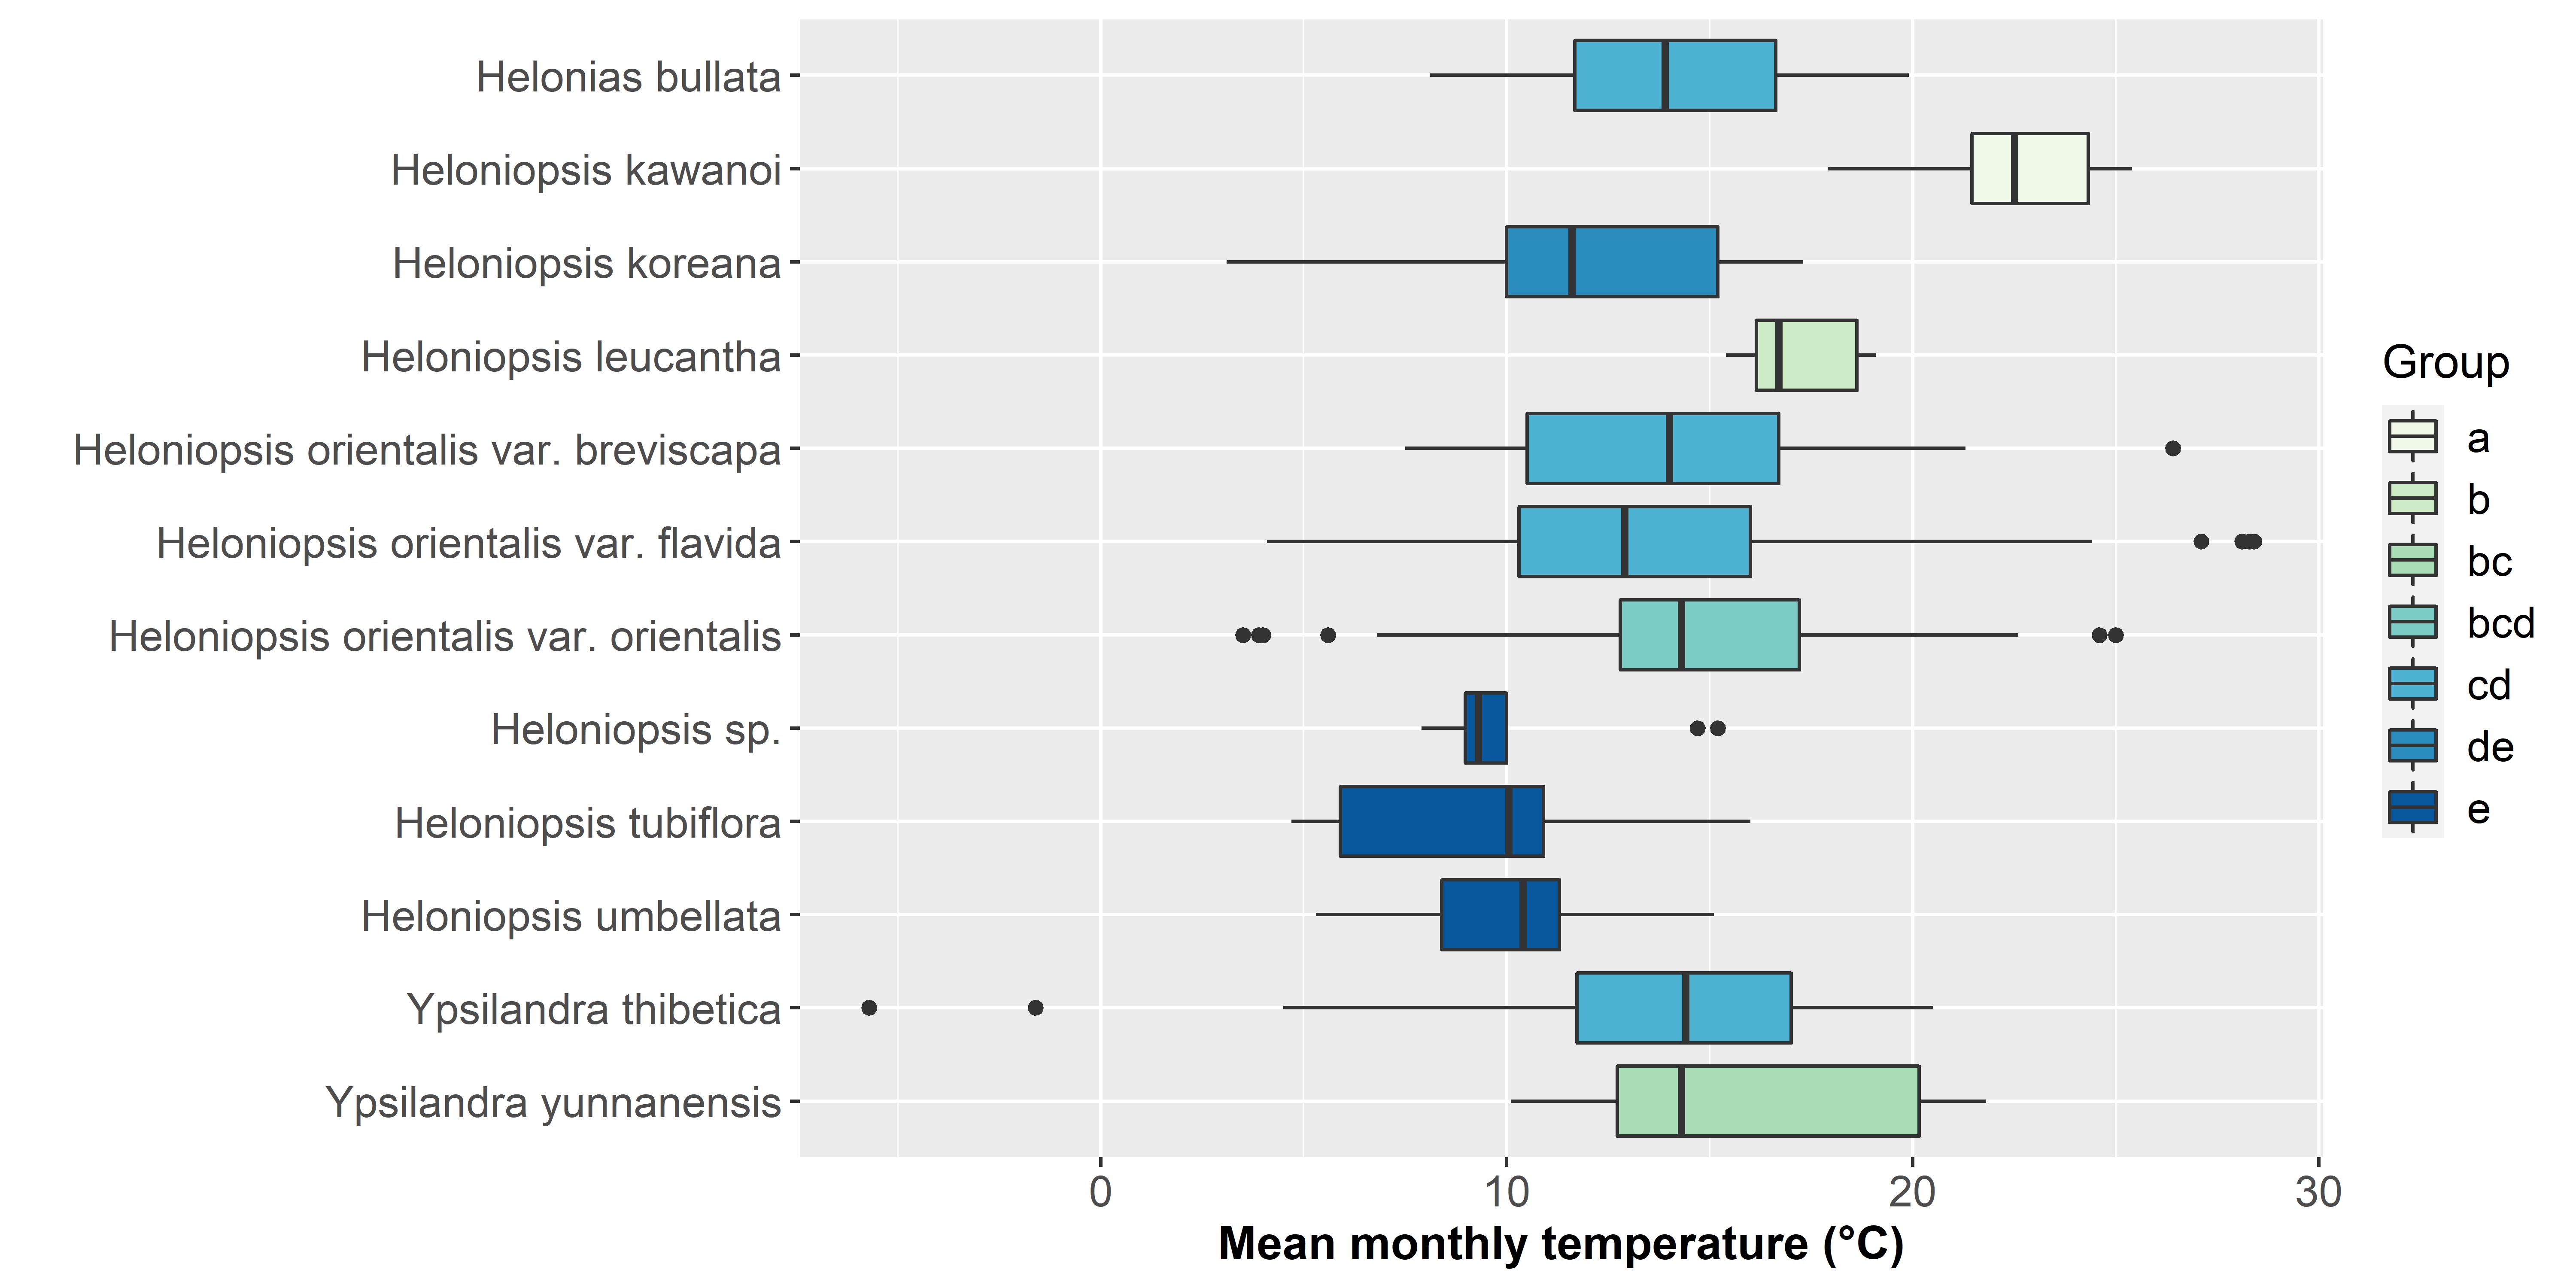 Helonias bullata
Heloniopsis kawanoi
Heloniopsis koreana
Heloniopsis leucantha
Heloniopsis orientalis var. breviscapa
Heloniopsis orientalis var. flavida
Heloniopsis orientalis var. orientalis
Heloniopsis sp.
Heloniopsis tubiflora
Heloniopsis umbellata
Ypsilandra thibetica
Ypsilandra yunnanensis
0 10 20 30
Mean monthly temperature (°C)
Group
a
b
bc
bcd
cd
de
e